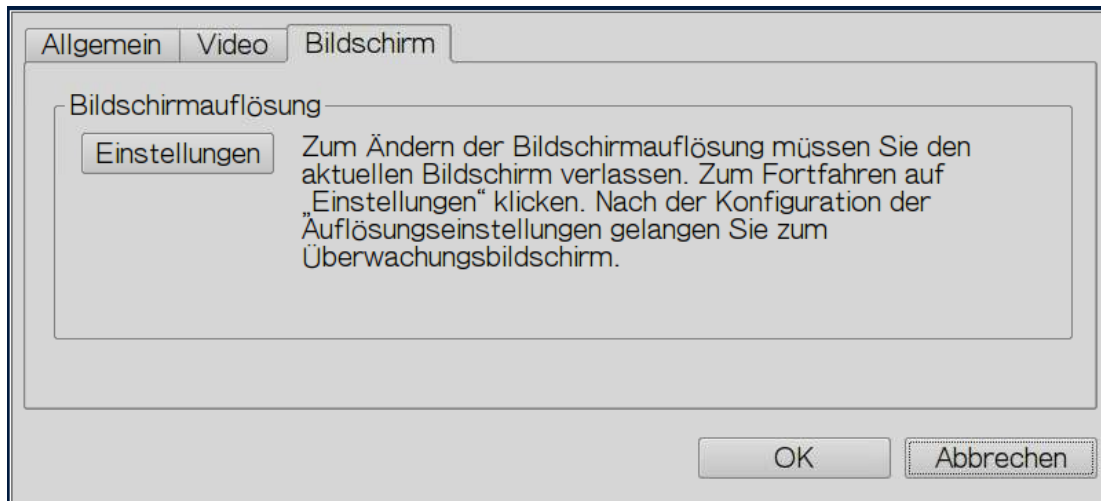 Allgemein Video Bildschirm
Bildschirmauflösung
Einstellungen
Zum Ändern der Bildschirmauflösung müssen Sie den
aktuellen Bildschirm verlassen. Zum Fortfahren auf
„Einstellungen“ klicken. Nach der Konfiguration der
Auflösungseinstellungen gelangen Sie zum
Überwachungsbildschirm.
OK Abbrechen